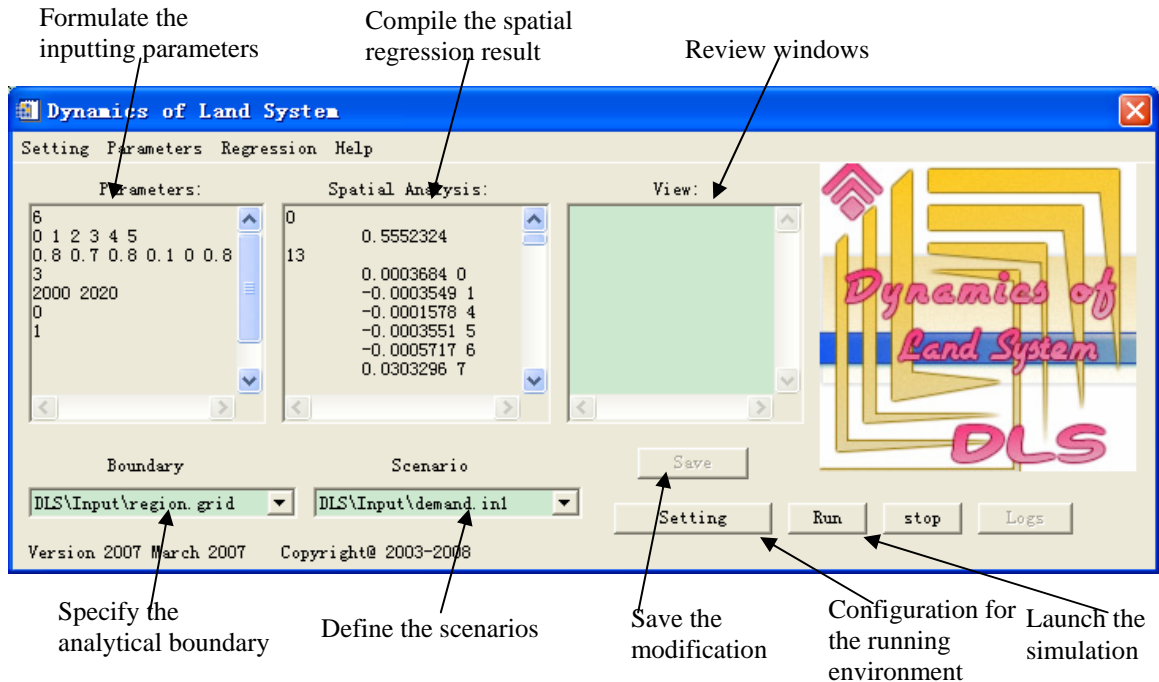 Formulate the
inputting parameters
Compile the spatial
regression result
Review windows
Dynamics of Land System
Setting Parameters Regression Help
Parameters:
6
0 1 2 3 4 5
0.8 0.7 0.8 0.1 0 0.8
3
2000 2020
0
1
Spatial Analysis:
0
0.5552324
13
0.0003684 0
-0.0003549 1
-0.0001578 4
-0.0003551 5
-0.0005717 6
0.0303296 7
View:
Dynamics of
Land System
DLS
Boundary
DLS\Input\region.grid
Scenario
DLS\Input\demand.in1
Save
Setting
Run
stop
Logs
Version 2007 March 2007
Copyright@ 2003-2008
Specify the
analytical boundary
Define the scenarios
Save the
modification
Configuration for
the running
environment
Launch the
simulation